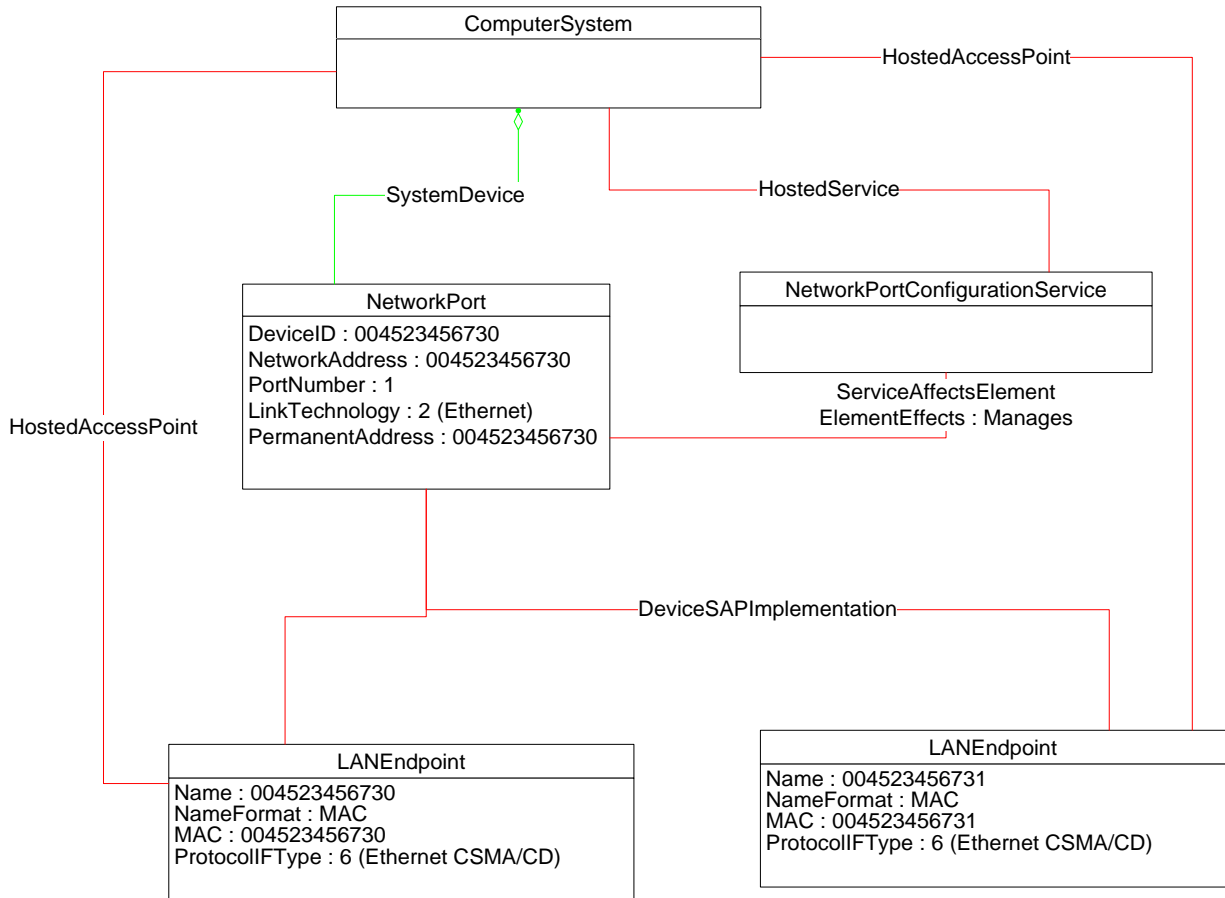 ComputerSystem
HostedAccessPoint
SystemDevice
HostedService
NetworkPort
DeviceID : 004523456730
NetworkAddress : 004523456730
PortNumber : 1
LinkTechnology : 2 (Ethernet)
PermanentAddress : 004523456730
NetworkPortConfigurationService
ServiceAffectsElement
ElementEffects : Manages
HostedAccessPoint
DeviceSAPImplementation
LANEndpoint
Name : 004523456730
NameFormat : MAC
MAC : 004523456730
ProtocolIFType : 6 (Ethernet CSMA/CD)
LANEndpoint
Name : 004523456731
NameFormat : MAC
MAC : 004523456731
ProtocolIFType : 6 (Ethernet CSMA/CD)